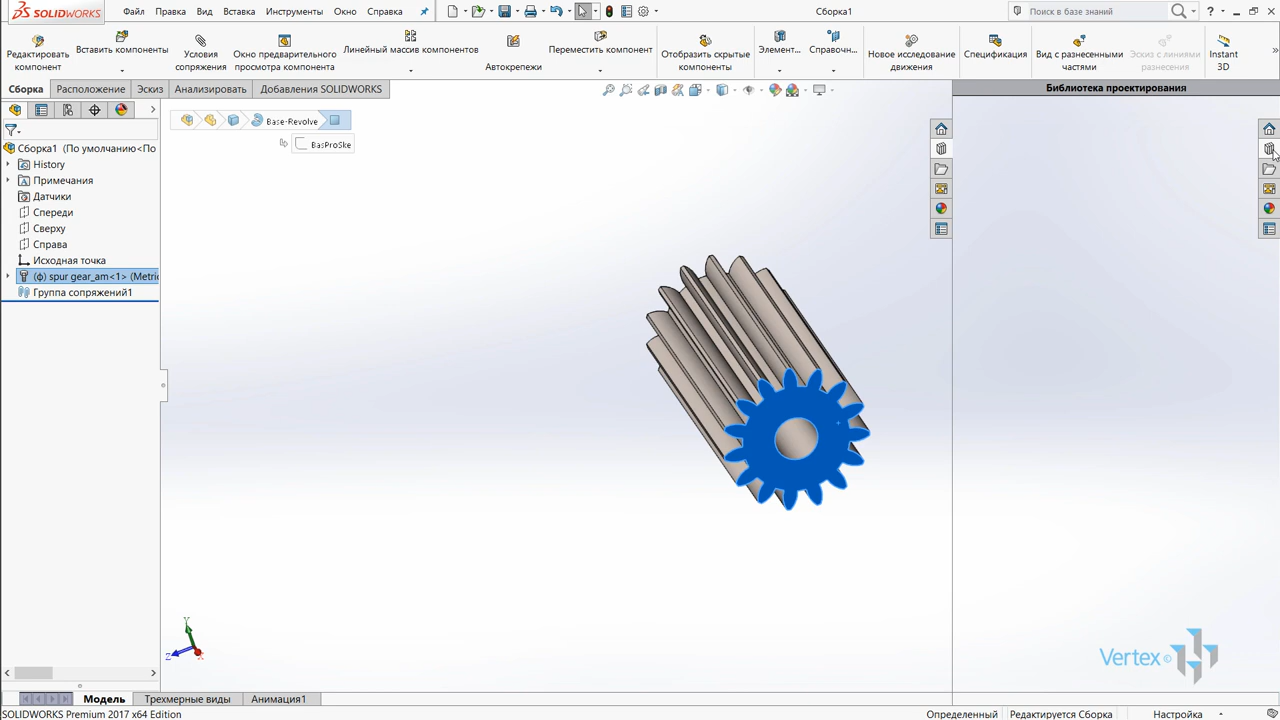 SOLIDWORKS
Файл Правка Вид Вставка Инструменты Окно Справка
Сборка1
Поиск в базе знаний
Редактировать компонент
Вставить компоненты
Условия сопряжения
Окно предварительного просмотра компонента
Линейный массив компонентов
Автокрепежи
Переместить компонент
Отобразить скрытые компоненты
Элемент...
Справочн...
Новое исследование движения
Спецификация
Вид с разнесенными частями
Эскиз с линиями разнесения
Instant 3D
Сборка Расположение Эскиз Анализировать Добавления SOLIDWORKS
Библиотека проектирования
Base-Revolve
BasProSke
Сборка1 (По умолчанию<По
History
Примечания
Датчики
Спереди
Сверху
Справа
Исходная точка
(ф) spur gear_am<1> (Metric
Группа сопряжений1
Y
Z
X
Vertex ©
Модель Трехмерные виды Анимация1
SOLIDWORKS Premium 2017 x64 Edition
Определенный Редактируется Сборка Настройка